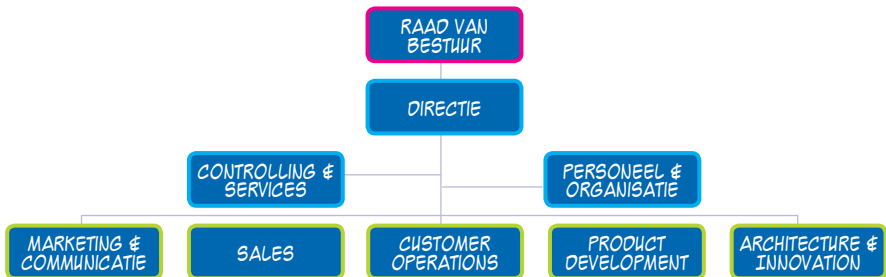 RAAD VAN
BESTUUR
DIRECTIE
CONTROLLING &
SERVICES
PERSONEEL &
ORGANISATIE
MARKETING &
COMMUNICATIE
SALES
CUSTOMER
OPERATIONS
PRODUCT
DEVELOPMENT
ARCHITECTURE &
INNOVATION